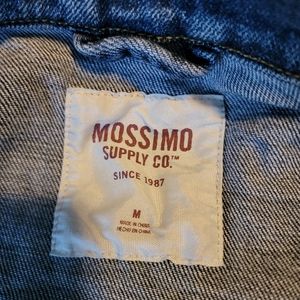 MOSSIMO
SUPPLY CO.™
SINCE 1987
M
MADE IN CHINA
HECHO EN CHINA